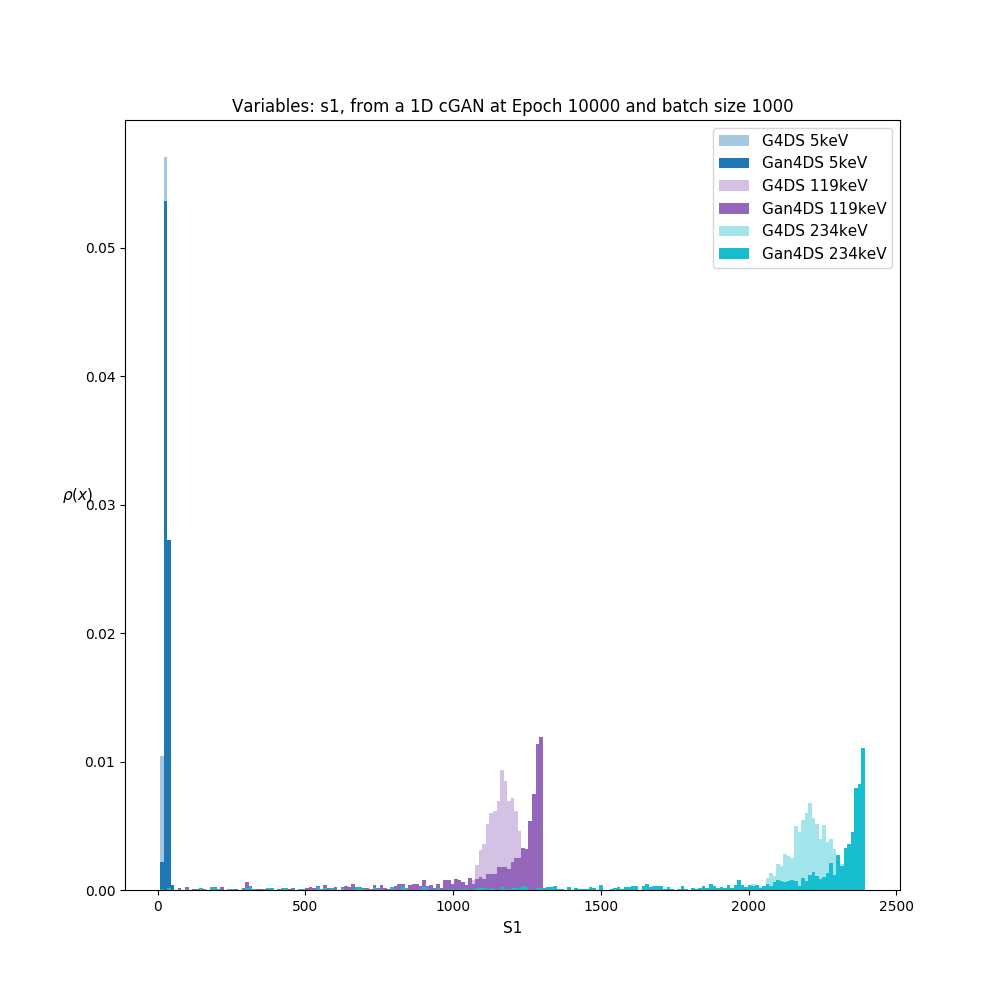 Variables: s1, from a 1D cGAN at Epoch 10000 and batch size 1000
G4DS 5keV
Gan4DS 5keV
G4DS 119keV
Gan4DS 119keV
G4DS 234keV
Gan4DS 234keV
0.05
0.04
ρ(x)
0.03
0.02
0.01
0.00
0 500 1000 1500 2000 2500
S1